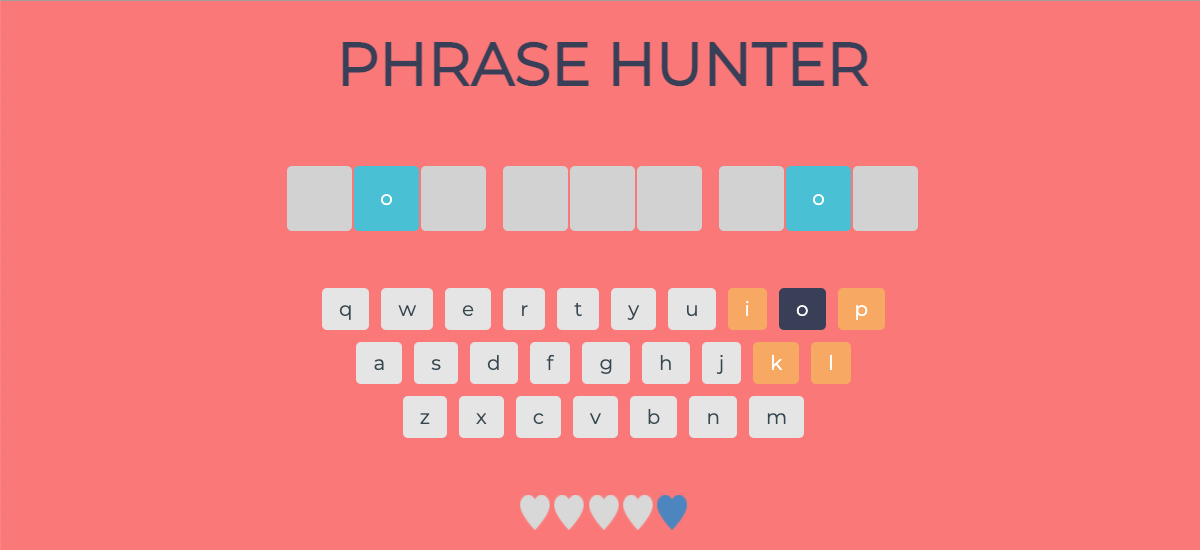 PHRASE HUNTER
o o
q w e r t y u i o p
a s d f g h j k l
z x c v b n m